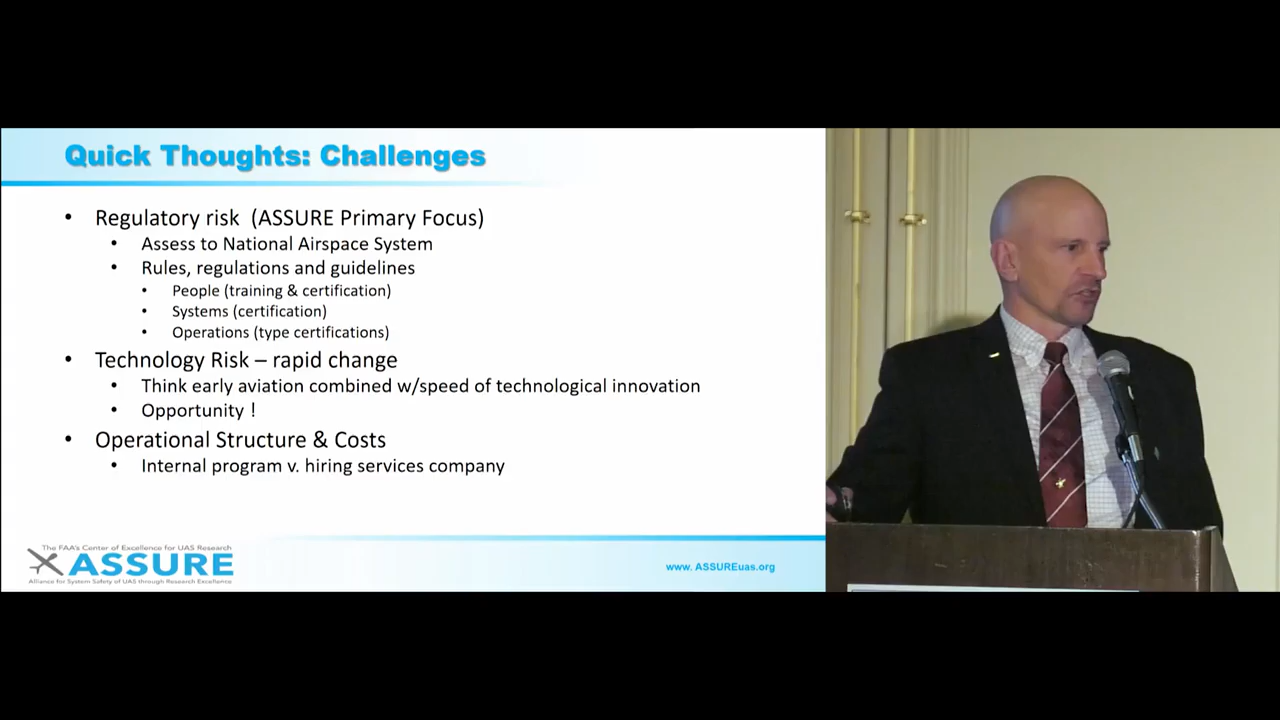 Quick Thoughts: Challenges
• Regulatory risk (ASSURE Primary Focus)
• Assess to National Airspace System
• Rules, regulations and guidelines
• People (training & certification)
• Systems (certification)
• Operations (type certifications)
• Technology Risk – rapid change
• Think early aviation combined w/speed of technological innovation
• Opportunity !
• Operational Structure & Costs
• Internal program v. hiring services company
The FAA's Center of Excellence for UAS Research
ASSURE
Alliance for System Safety of UAS through Research Excellence
www. ASSUREuas.org